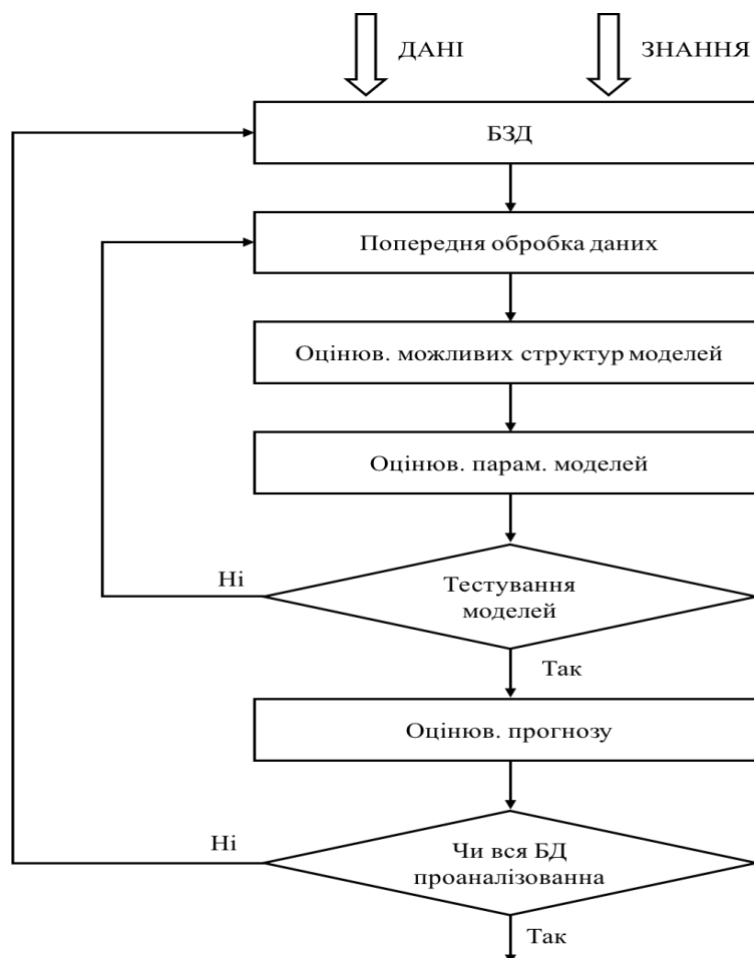 ДАНІ
ЗНАННЯ
БЗД
Попередня обробка даних
Оцінюв. можливих структур моделей
Оцінюв. парам. моделей
Ні
Тестування
моделей
Так
Оцінюв. прогнозу
Ні
Чи вся БД
проаналізованна
Так